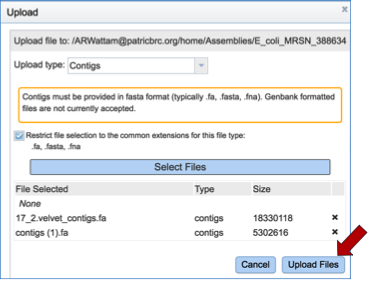 Upload
Upload file to: /ARWattam@patricbrc.org/home/Assemblies/E_coli_MRSN_388634
Upload type: Contigs
Contigs must be provided in fasta format (typically .fa, .fasta, .fna). Genbank formatted
files are not currently accepted.
Restrict file selection to the common extensions for this file type:
.fa, .fasta, .fna
Select Files
File Selected Type Size
None
17_2.velvet_contigs.fa contigs 18330118 ×
contigs (1).fa contigs 5302616 ×
Cancel Upload Files